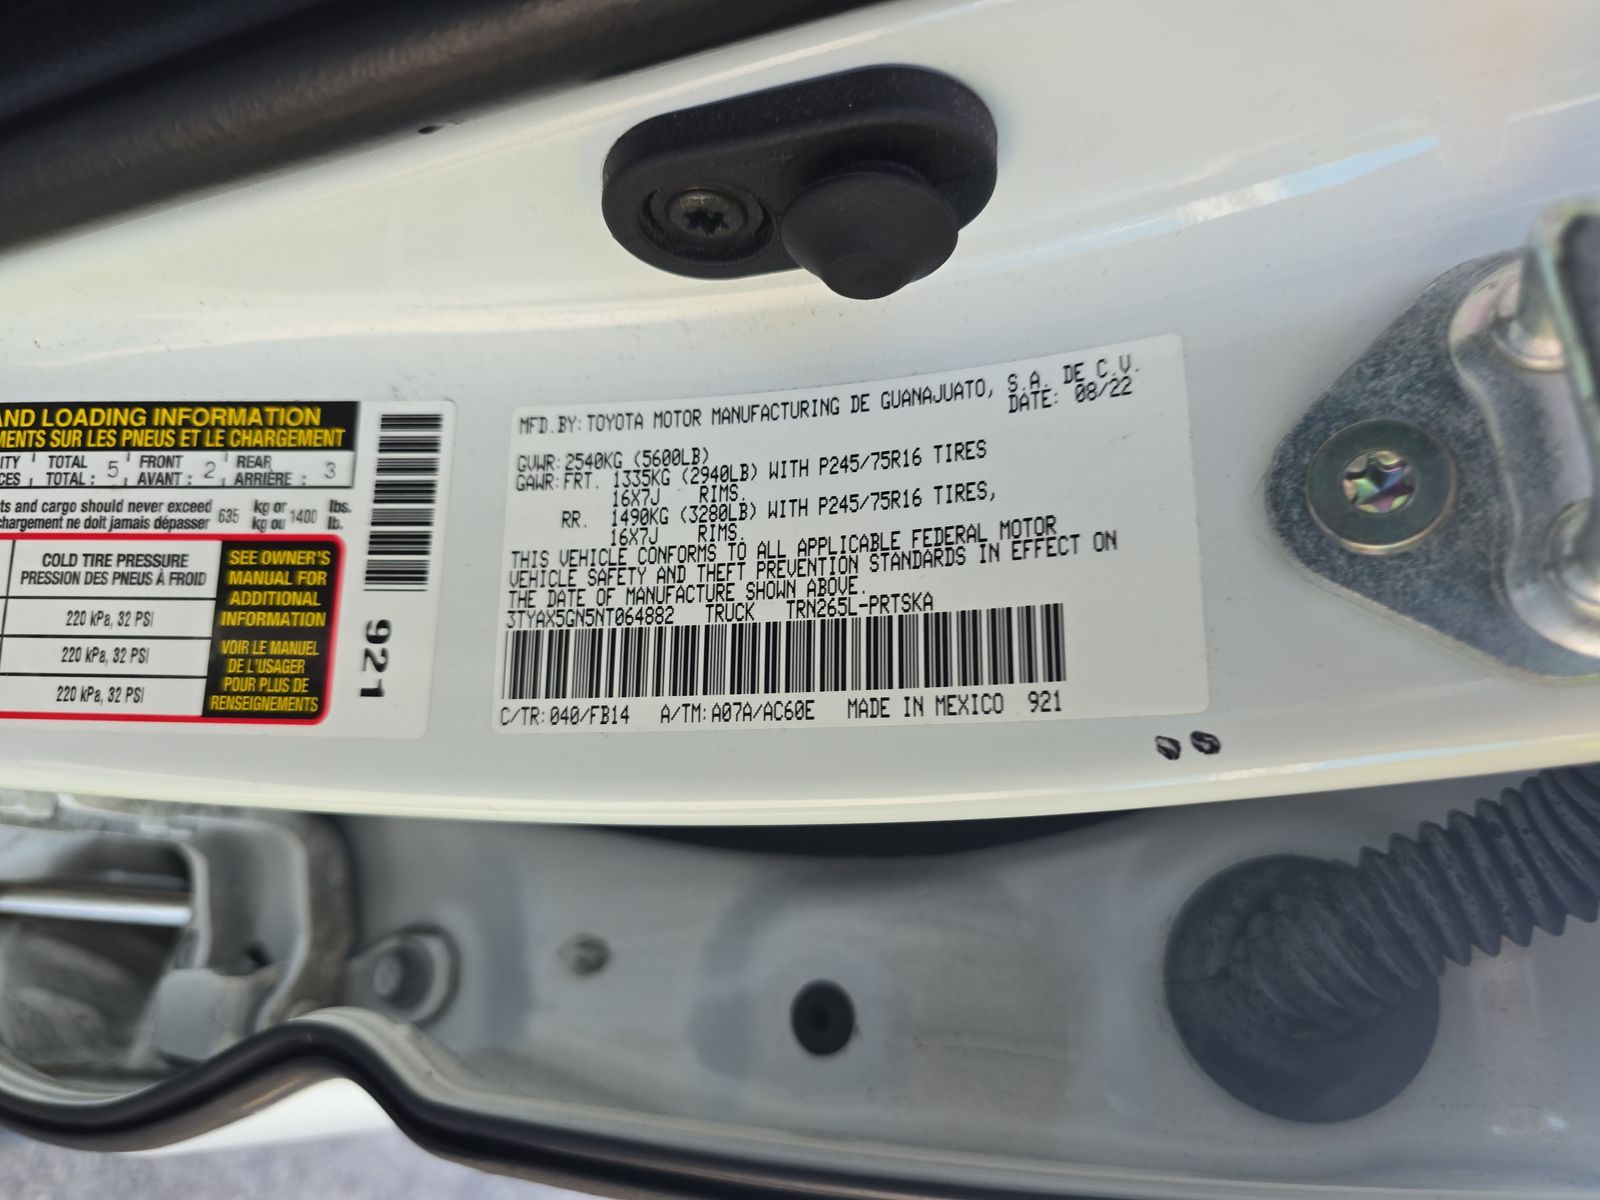 AND LOADING INFORMATION
MENTS SUR LES PNEUS ET LE CHARGEMENT
ITY TOTAL 5 FRONT 2 REAR 3
CES TOTAL : AVANT : ARRIÈRE :
ts and cargo should never exceed 635 kg or 1400 lbs.
chargement ne doit jamais dépasser kg ou lb.
COLD TIRE PRESSURE
PRESSION DES PNEUS À FROID
220 kPa, 32 PSI
220 kPa, 32 PSI
220 kPa, 32 PSI
SEE OWNER'S
MANUAL FOR
ADDITIONAL
INFORMATION
VOIR LE MANUEL
DE L'USAGER
POUR PLUS DE
RENSEIGNEMENTS
921
MFD.BY: TOYOTA MOTOR MANUFACTURING DE GUANAJUATO, S.A. DE C.V.
DATE: 08/22
GVWR: 2540KG (5600LB)
GAWR: FRT. 1335KG (2940LB) WITH P245/75R16 TIRES
16X7J RIMS.
RR. 1490KG (3280LB) WITH P245/75R16 TIRES,
16X7J RIMS.
THIS VEHICLE CONFORMS TO ALL APPLICABLE FEDERAL MOTOR
VEHICLE SAFETY AND THEFT PREVENTION STANDARDS IN EFFECT ON
THE DATE OF MANUFACTURE SHOWN ABOVE.
3TYAX5GN5NT064882 TRUCK TRN265L-PRTSKA
C/TR: 040/FB14 A/TM: A07A/AC60E MADE IN MEXICO 921